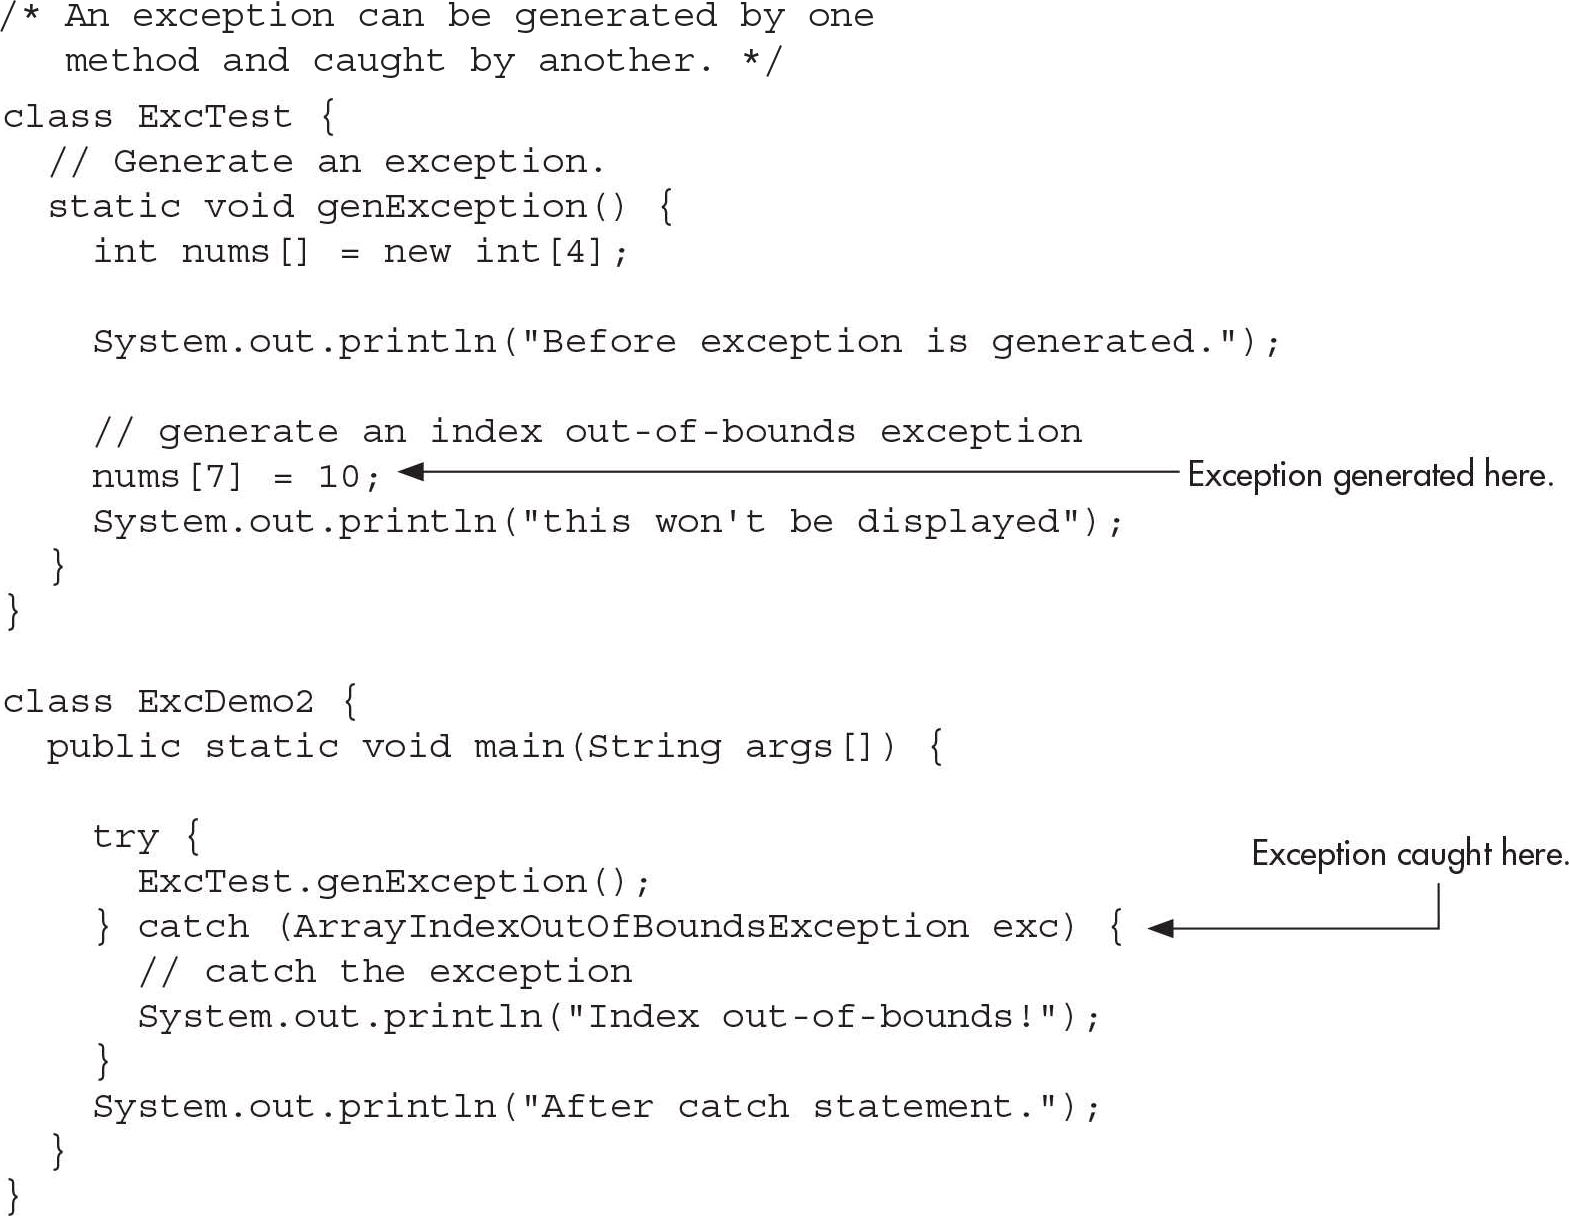 /* An exception can be generated by one
   method and caught by another. */
class ExcTest {
  // Generate an exception.
  static void genException() {
    int nums[] = new int[4];

    System.out.println("Before exception is generated.");

    // generate an index out-of-bounds exception
    nums[7] = 10;
Exception generated here.
    System.out.println("this won't be displayed");
  }
}

class ExcDemo2 {
  public static void main(String args[]) {

    try {
      ExcTest.genException();
Exception caught here.
    } catch (ArrayIndexOutOfBoundsException exc) {
      // catch the exception
      System.out.println("Index out-of-bounds!");
    }
    System.out.println("After catch statement.");
  }
}